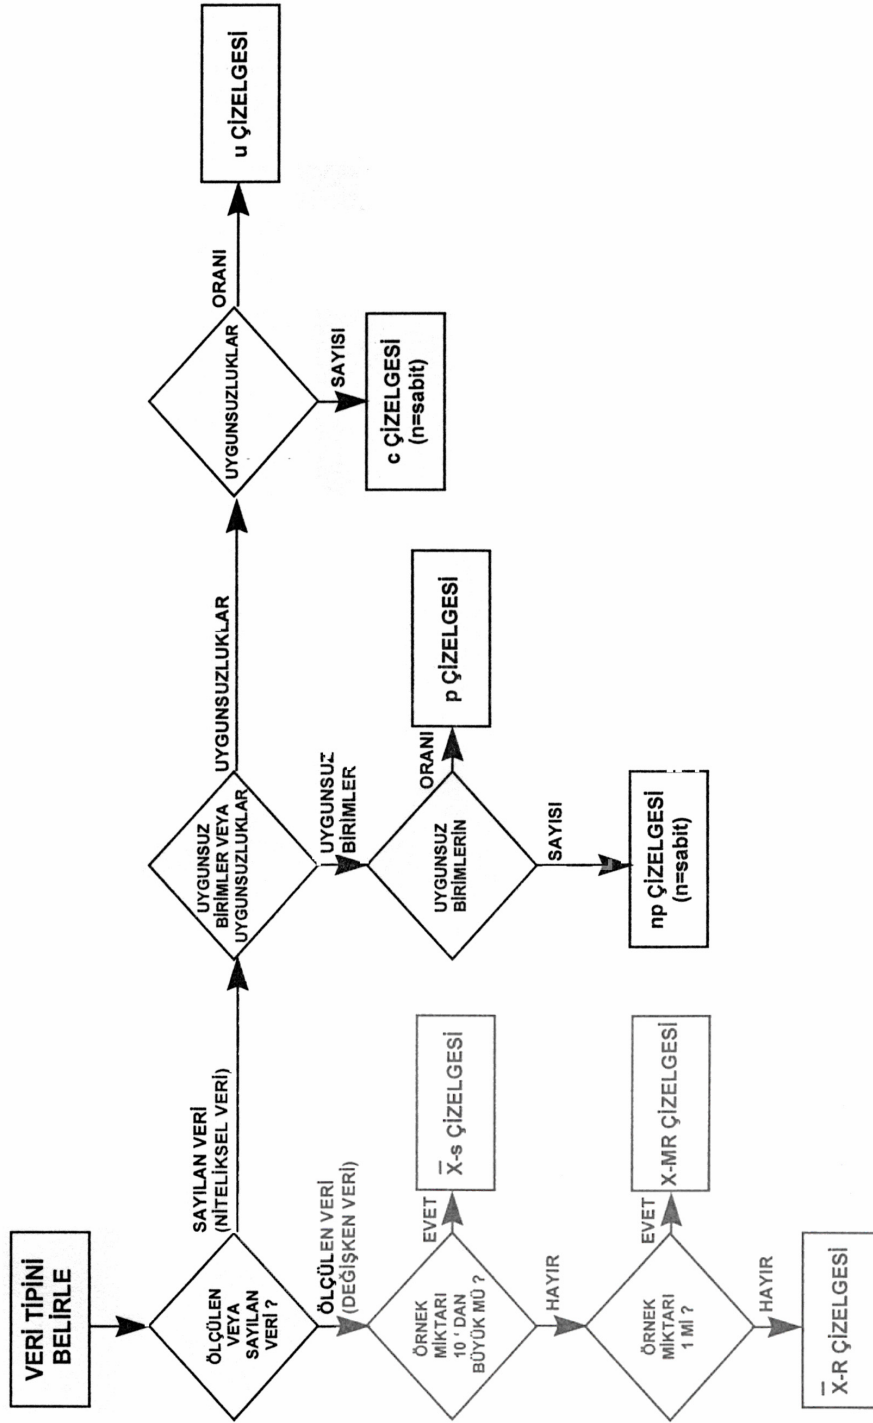 VERİ TİPİNİ
BELİRLE
ÖLÇÜLEN
VEYA
SAYILAN
VERİ ?
SAYILAN VERİ
(NİTELİKSEL VERİ)
ÖLÇÜLEN VERİ
(DEĞİŞKEN VERİ)
ÖRNEK
MİKTARI
10 ' DAN
BÜYÜK MÜ ?
EVET
X-s ÇİZELGESİ
HAYIR
ÖRNEK
MİKTARI
1 Mİ ?
EVET
X-MR ÇİZELGESİ
HAYIR
X-R ÇİZELGESİ
UYGUNSUZ
BİRİMLER VEYA
UYGUNSUZLUKLAR
UYGUNSUZLUKLAR
UYGUNSUZ
BİRİMLER
UYGUNSUZ
BİRİMLERİN
ORANI
p ÇİZELGESİ
SAYISI
np ÇİZELGESİ
(n=sabit)
UYGUNSUZLUKLAR
ORANI
u ÇİZELGESİ
SAYISI
c ÇİZELGESİ
(n=sabit)